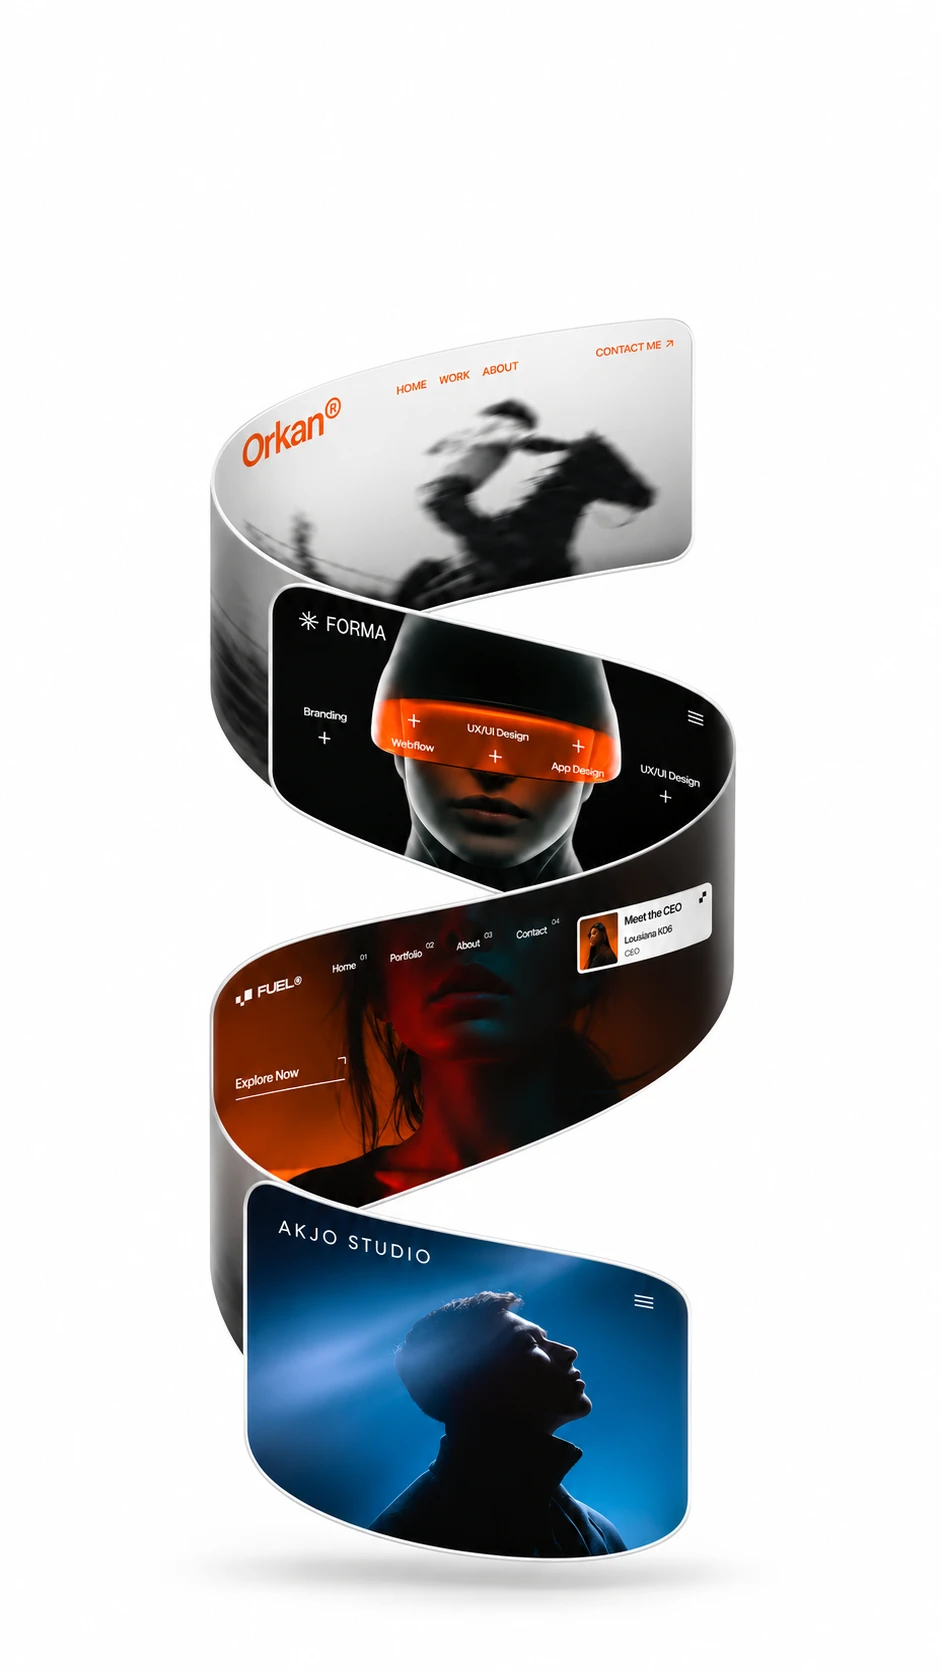 CONTACT ME ↗
HOME WORK ABOUT
Orkan®
FORMA
Branding
UX/UI Design
Webflow
App Design
UX/UI Design
Meet the CEO
Lousiana KD6
CEO
Home 01 Portfolio 02 About 03 Contact 04
FUEL®
Explore Now
AKJO STUDIO